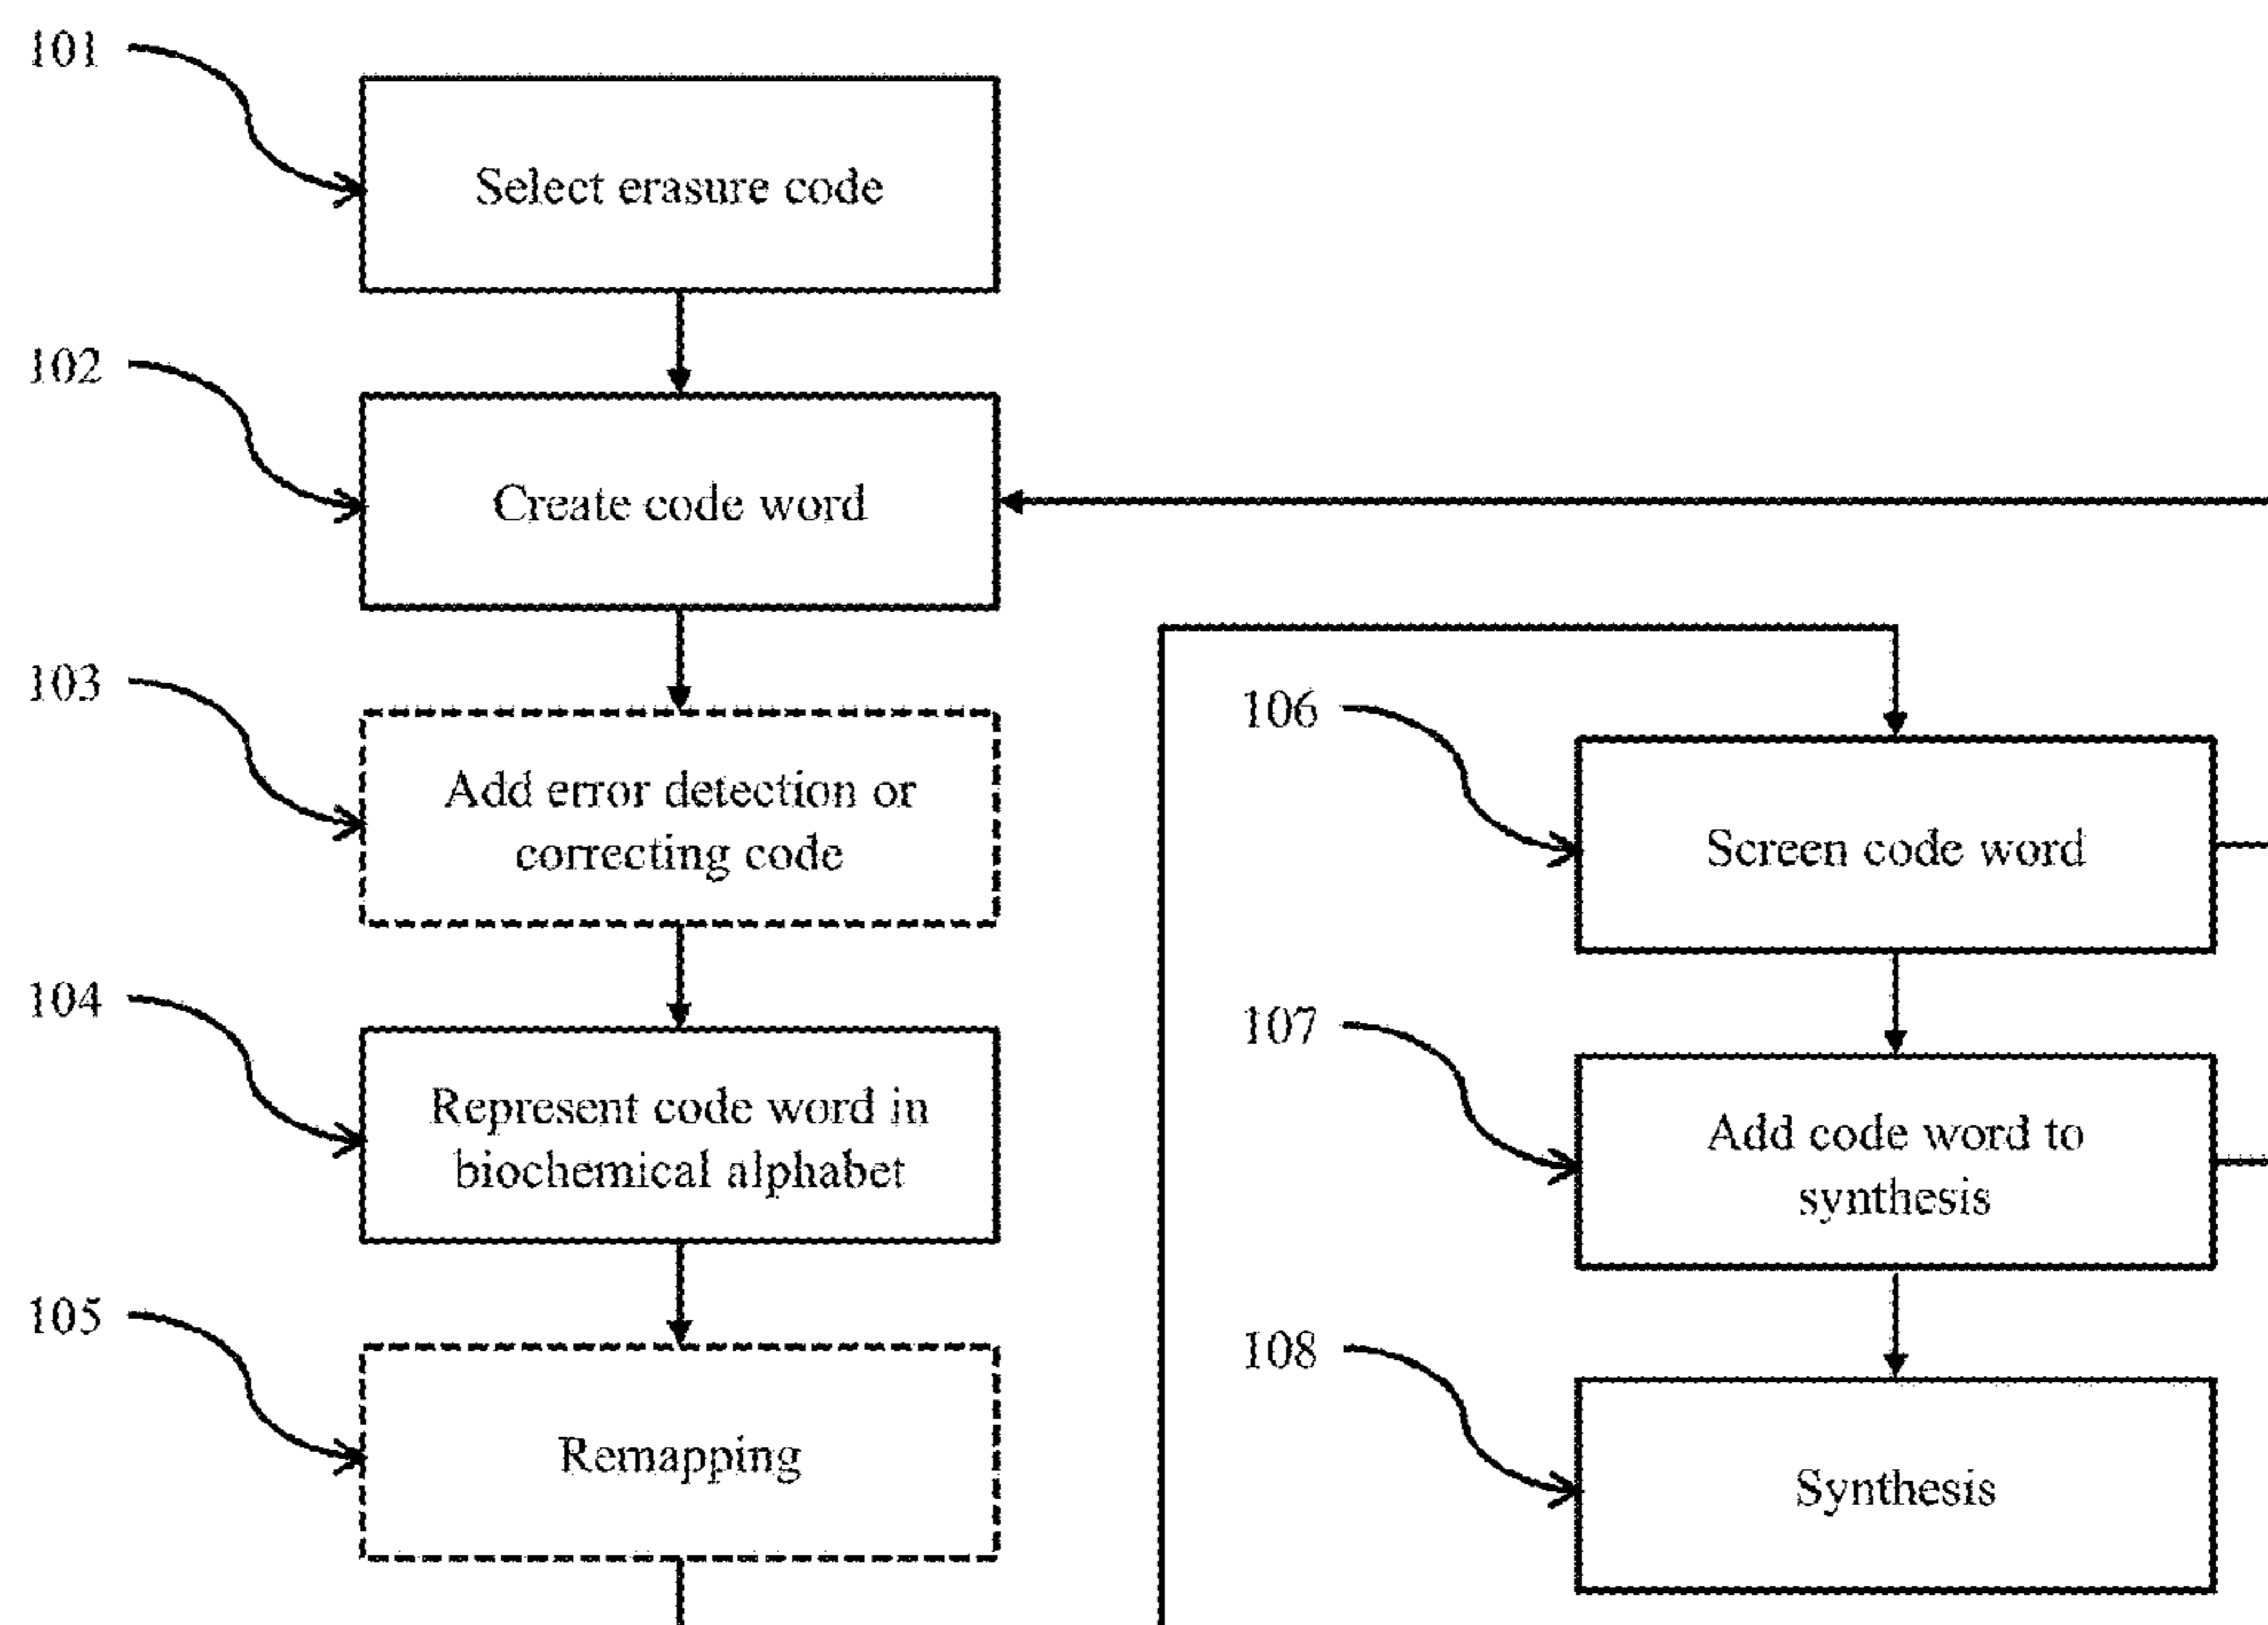 101
Select erasure code
102
Create code word
103
Add error detection or
correcting code
104
Represent code word in
biochemical alphabet
105
Remapping
106
Screen code word
107
Add code word to
synthesis
108
Synthesis